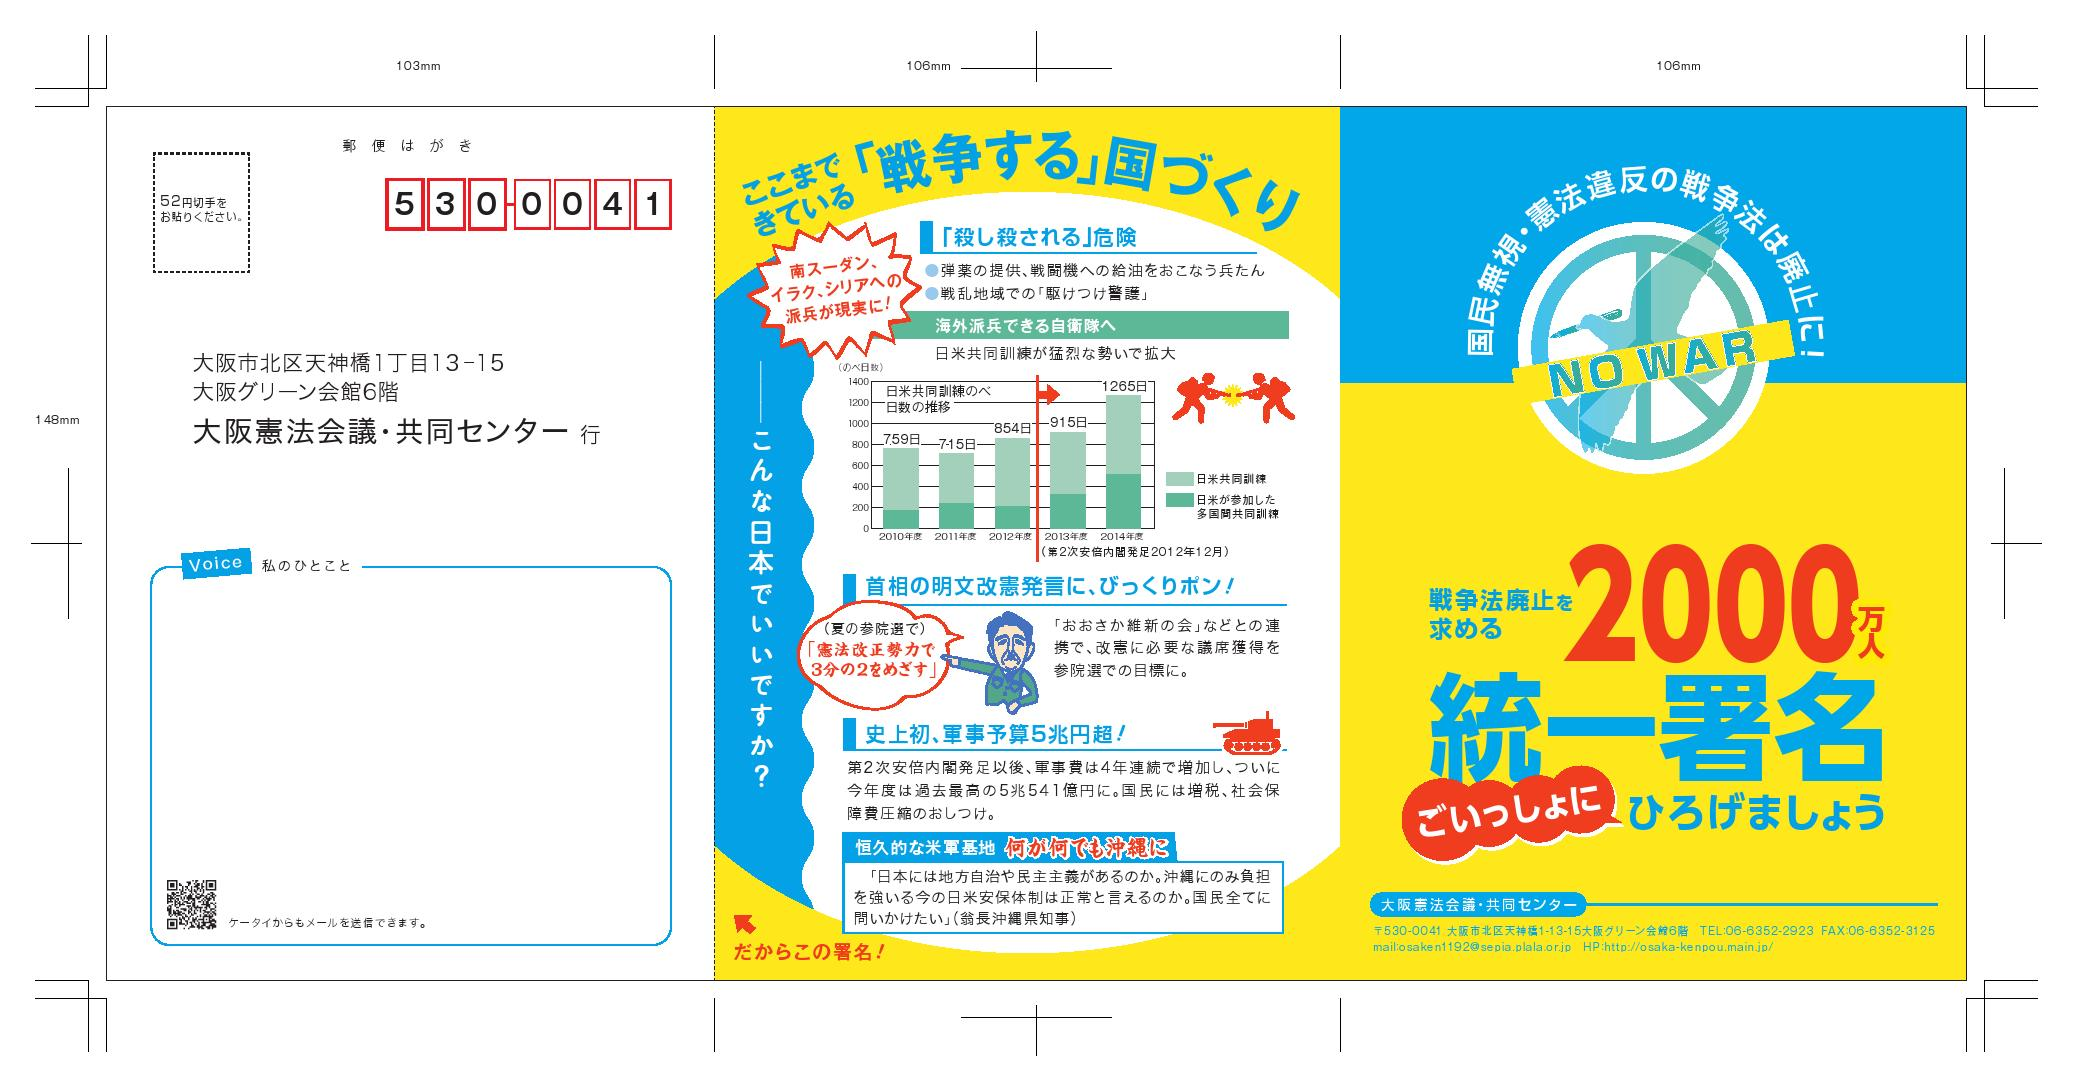 103mm
106mm
106mm
148mm
郵便はがき
52円切手を
お貼りください。
530-0041
大阪市北区天神橋1丁目13-15
大阪グリーン会館6階
大阪憲法会議・共同センター 行
Voice 私のひとこと
ケータイからもメールを送信できます。
ここまで
きている
「戦争する」国づくり
南スーダン、
イラク、シリアへの
派兵が現実に!
「殺し殺される」危険
●弾薬の提供、戦闘機への給油をおこなう兵たん
●戦乱地域での「駆けつけ警護」
海外派兵できる自衛隊へ
日米共同訓練が猛烈な勢いで拡大
(のべ日数)
日米共同訓練のべ
日数の推移
1400
1200
1000
800
600
400
200
0
759日
715日
854日
915日
1265日
2010年度 2011年度 2012年度 2013年度 2014年度
(第2次安倍内閣発足2012年12月)
日米共同訓練
日米が参加した
多国間共同訓練
――こんな日本でいいですか?
首相の明文改憲発言に、びっくりポン!
(夏の参院選で)
「憲法改正勢力で
3分の2をめざす」
「おおさか維新の会」などとの連
携で、改憲に必要な議席獲得を
参院選での目標に。
史上初、軍事予算5兆円超!
第2次安倍内閣発足以後、軍事費は4年連続で増加し、ついに
今年度は過去最高の5兆541億円に。国民には増税、社会保
障費圧縮のおしつけ。
恒久的な米軍基地 何が何でも沖縄に
「日本には地方自治や民主主義があるのか。沖縄にのみ負担
を強いる今の日米安保体制は正常と言えるのか。国民全てに
問いかけたい」(翁長沖縄県知事)
だからこの署名!
国民無視・憲法違反の戦争法は廃止に!
NO WAR
戦争法廃止を
求める
2000万人
統一署名
ごいっしょに
ひろげましょう
大阪憲法会議・共同センター
〒530-0041 大阪市北区天神橋1-13-15大阪グリーン会館6階 TEL:06-6352-2923 FAX:06-6352-3125
mail:osaken1192@sepia.plala.or.jp HP:http://osaka-kenpou.main.jp/